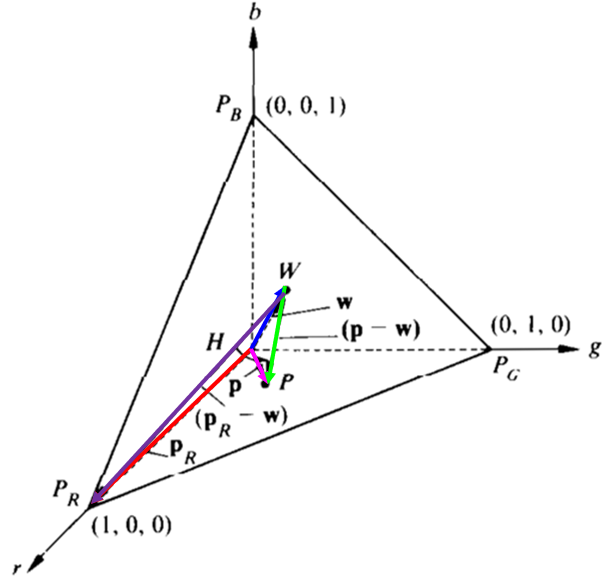 b
P_B (0, 0, 1)
W
w
(p − w)
(0, 1, 0)
H
g
P_G
p
P
(p_R − w)
p_R
P_R
(1, 0, 0)
r